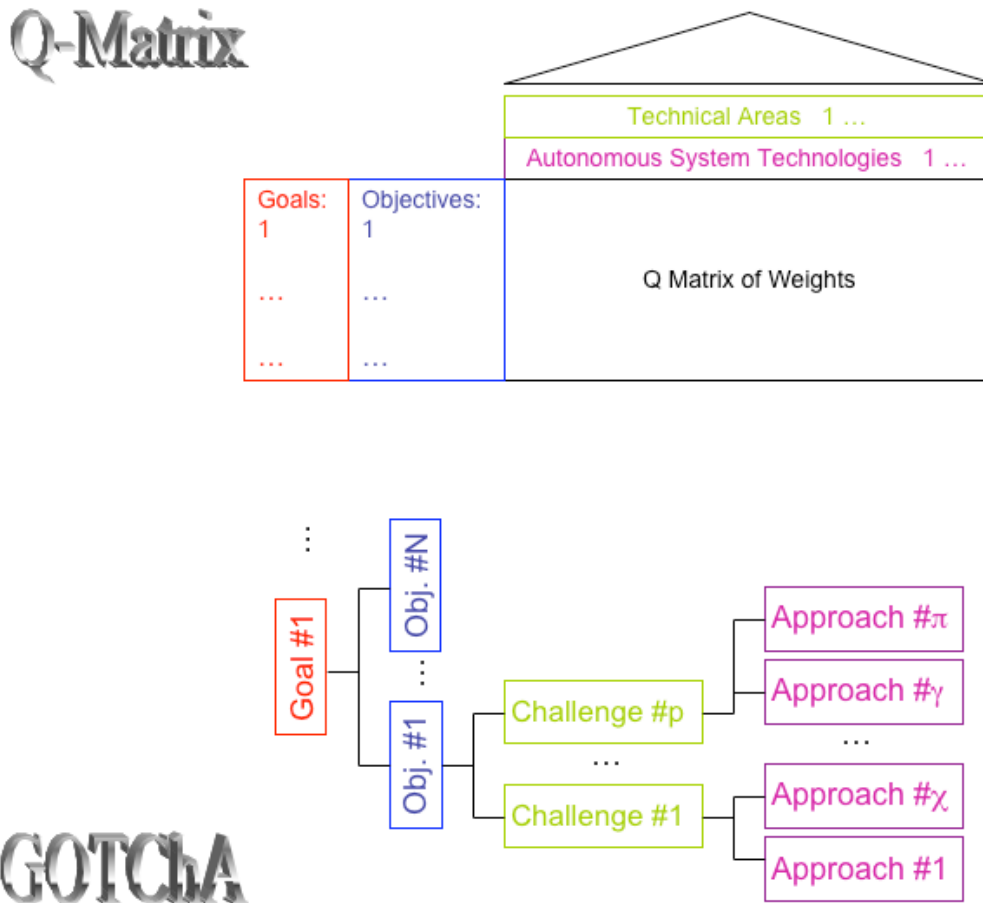 Q-Matrix
Technical Areas 1 ...
Autonomous System Technologies 1 ...
Goals:
1
...
...
Objectives:
1
...
...
Q Matrix of Weights
...
Goal #1
Obj. #N
...
Obj. #1
Challenge #p
...
Challenge #1
Approach #π
Approach #γ
...
Approach #χ
Approach #1
GOTChA